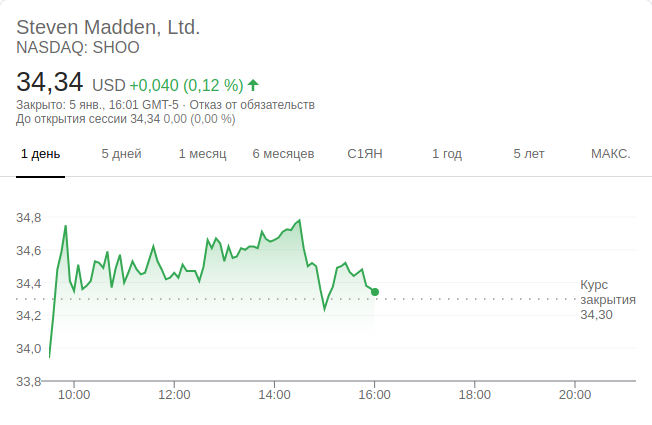 Steven Madden, Ltd.
NASDAQ: SHOO
34,34 USD +0,040 (0,12 %)
Закрыто: 5 янв., 16:01 GMT-5 · Отказ от обязательств
До открытия сессии 34,34 0,00 (0,00 %)
1 день 5 дней 1 месяц 6 месяцев С1ЯН 1 год 5 лет МАКС.
34,8
34,6
34,4
34,2
34,0
33,8
Курс
закрытия
34,30
10:00 12:00 14:00 16:00 18:00 20:00